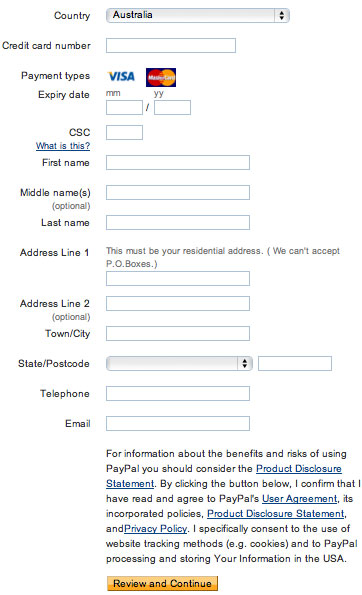 Country Australia
Credit card number
Payment types VISA MasterCard
Expiry date mm yy
/
CSC
What is this?
First name
Middle name(s)
(optional)
Last name
Address Line 1 This must be your residential address. ( We can't accept
P.O.Boxes.)
Address Line 2
(optional)
Town/City
State/Postcode
Telephone
Email
For information about the benefits and risks of using
PayPal you should consider the Product Disclosure
Statement. By clicking the button below, I confirm that I
have read and agree to PayPal's User Agreement, its
incorporated policies, Product Disclosure Statement,
andPrivacy Policy. I specifically consent to the use of
website tracking methods (e.g. cookies) and to PayPal
processing and storing Your Information in the USA.
Review and Continue